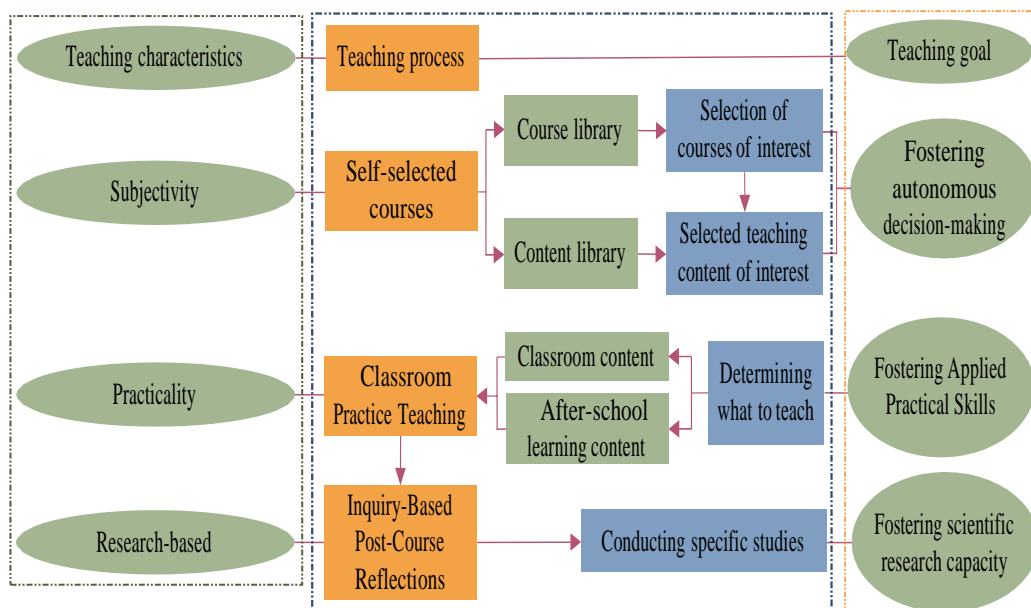 Teaching characteristics
Teaching process
Teaching goal
Subjectivity
Self-selected
courses
Course library
Selection of
courses of interest
Content library
Selected teaching
content of interest
Fostering
autonomous
decision-making
Practicality
Classroom
Practice Teaching
Classroom content
After-school
learning content
Determining
what to teach
Fostering Applied
Practical Skills
Research-based
Inquiry-Based
Post-Course
Reflections
Conducting specific studies
Fostering scientific
research capacity